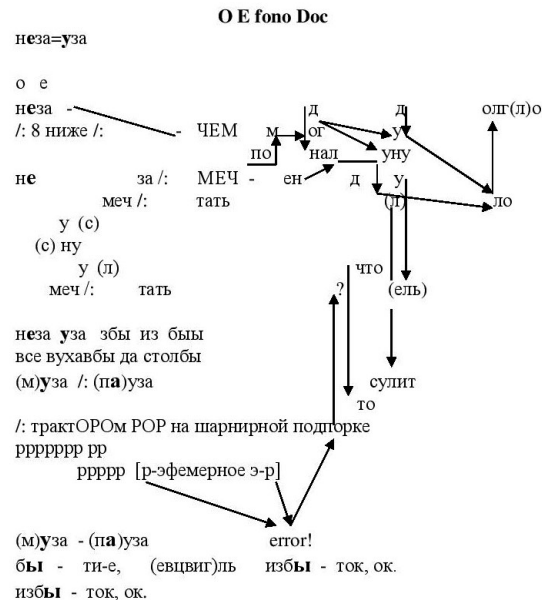 O E fono Doc
неза=уза
о е
д д
неза - олг(л)о
/: 8 ниже /: - ЧЕМ м ог у
по нал уну
не за /: МЕЧ - ен д у
меч /: тать (л) ло
у (с)
(с) ну
у (л) что
меч /: тать ? (ель)
неза уза збы из быы
все вухавбы да столбы
(м)уза /: (па)уза сулит
то
/: трактОРОм РОР на шарнирной подпорке
ррррррр рр
ррррр [р-эфемерное э-р]
(м)уза - (па)уза error!
бы - ти-е, (евцвиг)ль избы - ток, ок.
избы - ток, ок.